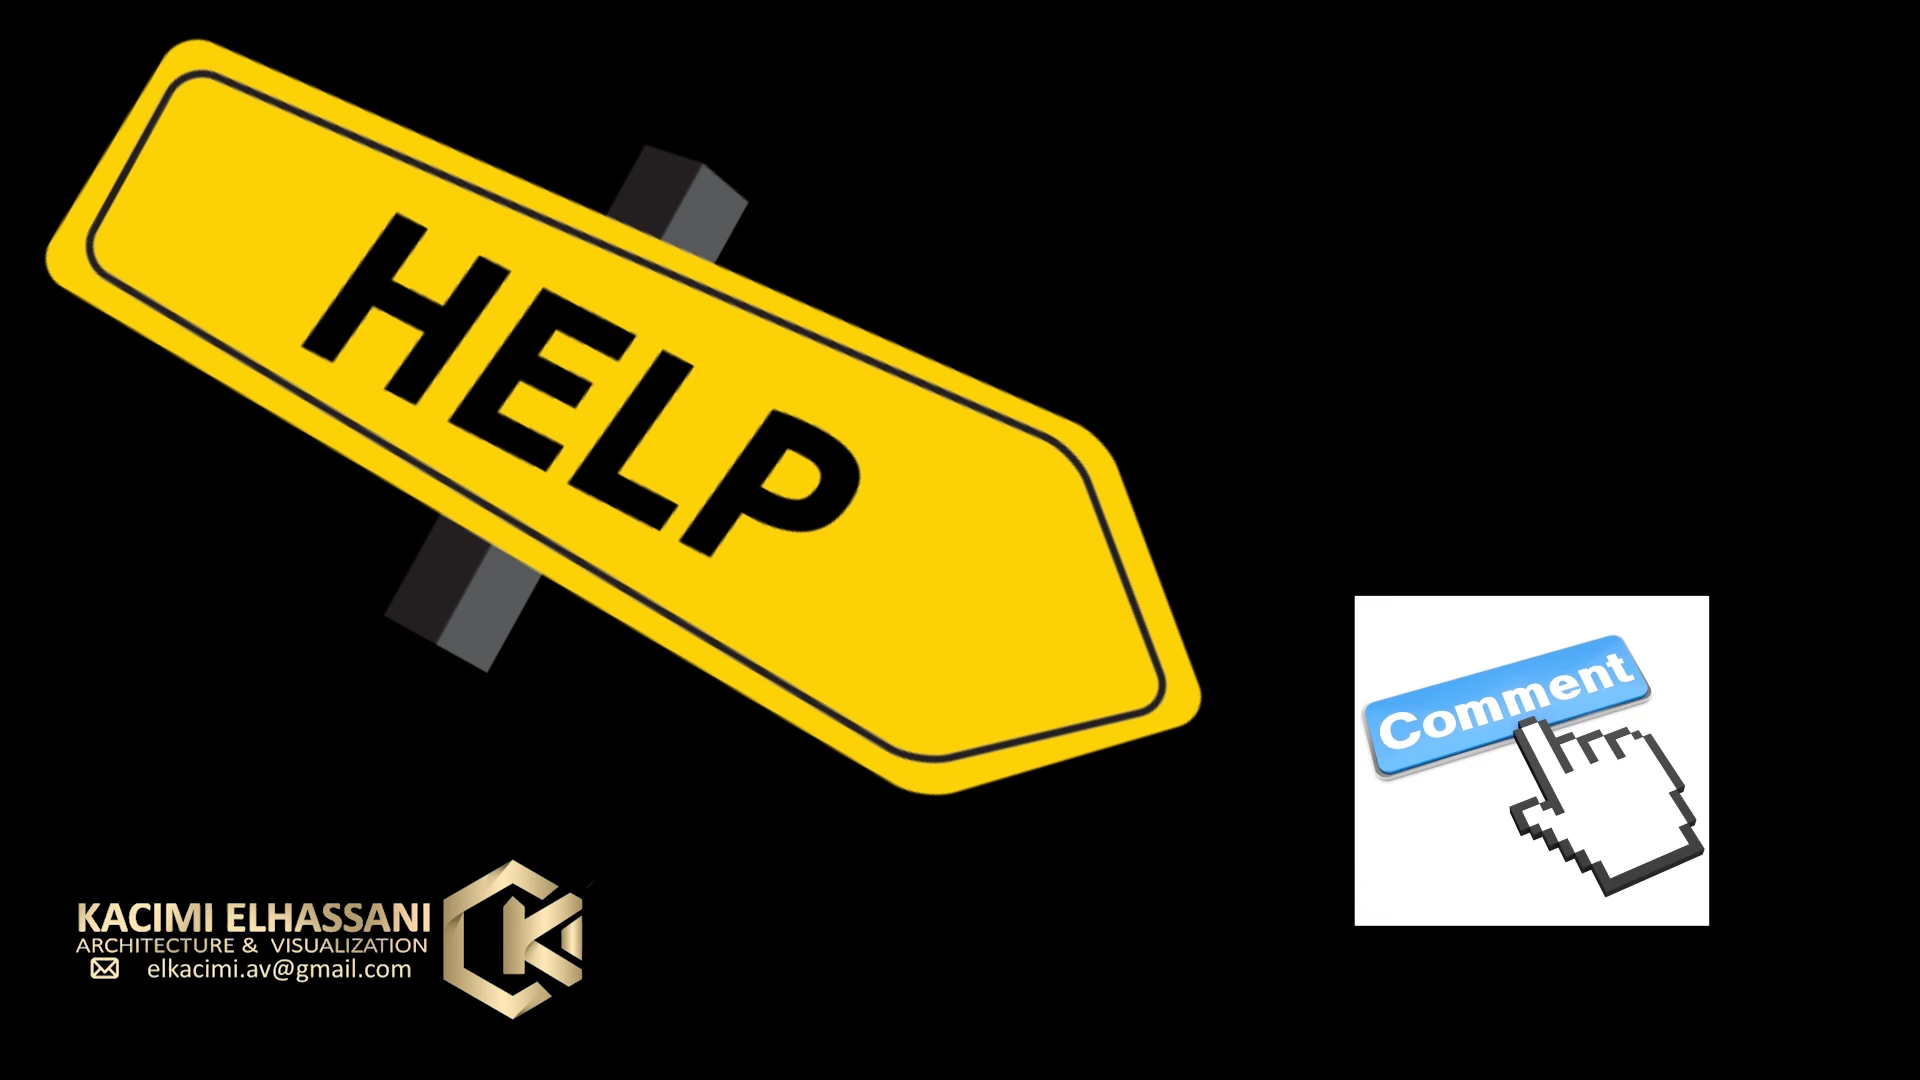 HELP
Comment
KACIMI ELHASSANI
ARCHITECTURE & VISUALIZATION
elkacimi.av@gmail.com